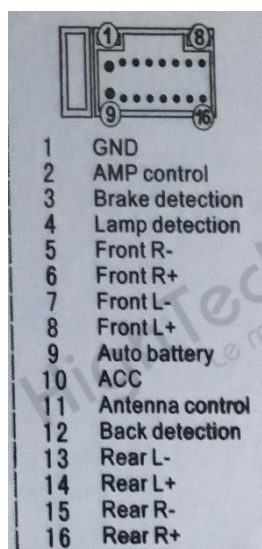 1 8
9 16
1 GND
2 AMP control
3 Brake detection
4 Lamp detection
5 Front R-
6 Front R+
7 Front L-
8 Front L+
9 Auto battery
10 ACC
11 Antenna control
12 Back detection
13 Rear L-
14 Rear L+
15 Rear R-
16 Rear R+